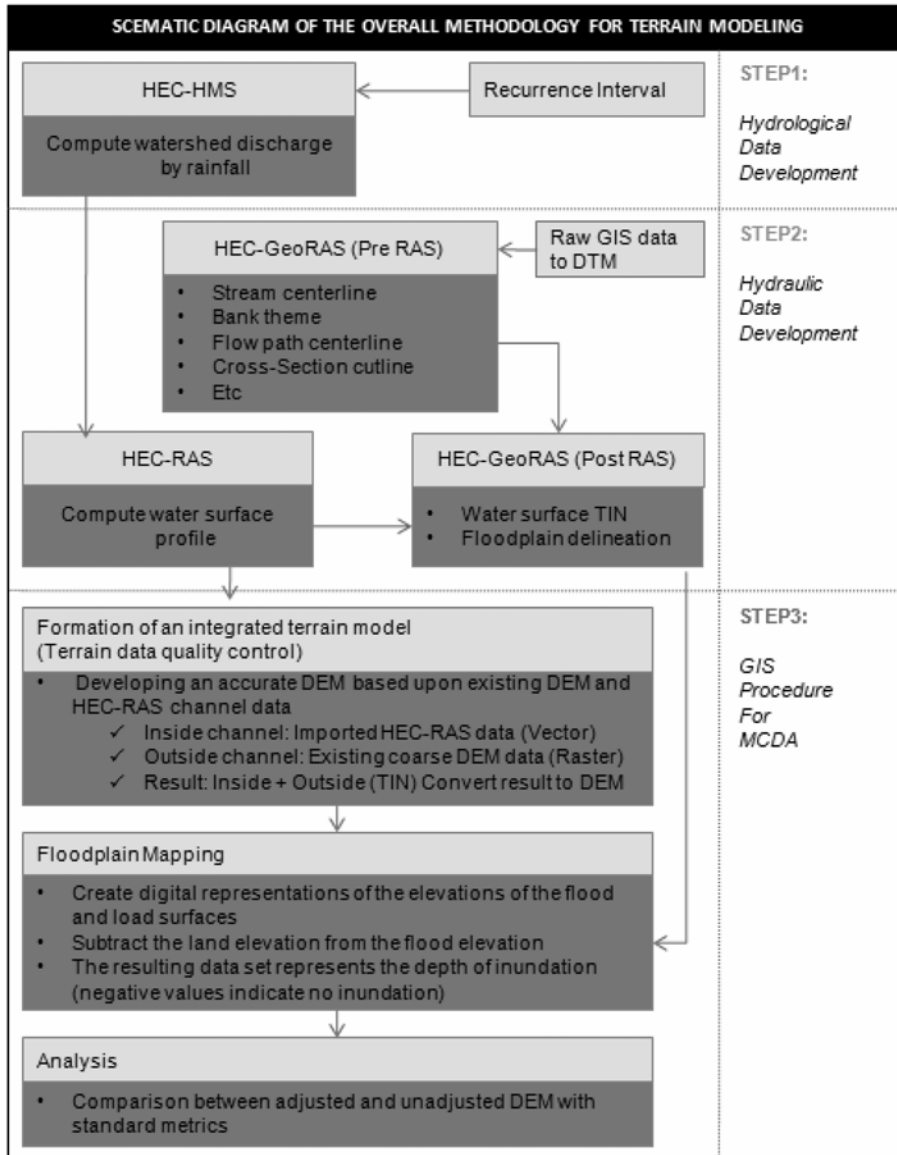 SCEMATIC DIAGRAM OF THE OVERALL METHODOLOGY FOR TERRAIN MODELING
HEC-HMS
Compute watershed discharge
by rainfall
Recurrence Interval
STEP1:
Hydrological
Data
Development
HEC-GeoRAS (Pre RAS)
• Stream centerline
• Bank theme
• Flow path centerline
• Cross-Section cutline
• Etc
Raw GIS data
to DTM
STEP2:
Hydraulic
Data
Development
HEC-RAS
Compute water surface
profile
HEC-GeoRAS (Post RAS)
• Water surface TIN
• Floodplain delineation
Formation of an integrated terrain model
(Terrain data quality control)
• Developing an accurate DEM based upon existing DEM and
HEC-RAS channel data
✓ Inside channel: Imported HEC-RAS data (Vector)
✓ Outside channel: Existing coarse DEM data (Raster)
✓ Result: Inside + Outside (TIN) Convert result to DEM
STEP3:
GIS
Procedure
For
MCDA
Floodplain Mapping
• Create digital representations of the elevations of the flood
and load surfaces
• Subtract the land elevation from the flood elevation
• The resulting data set represents the depth of inundation
(negative values indicate no inundation)
Analysis
• Comparison between adjusted and unadjusted DEM with
standard metrics